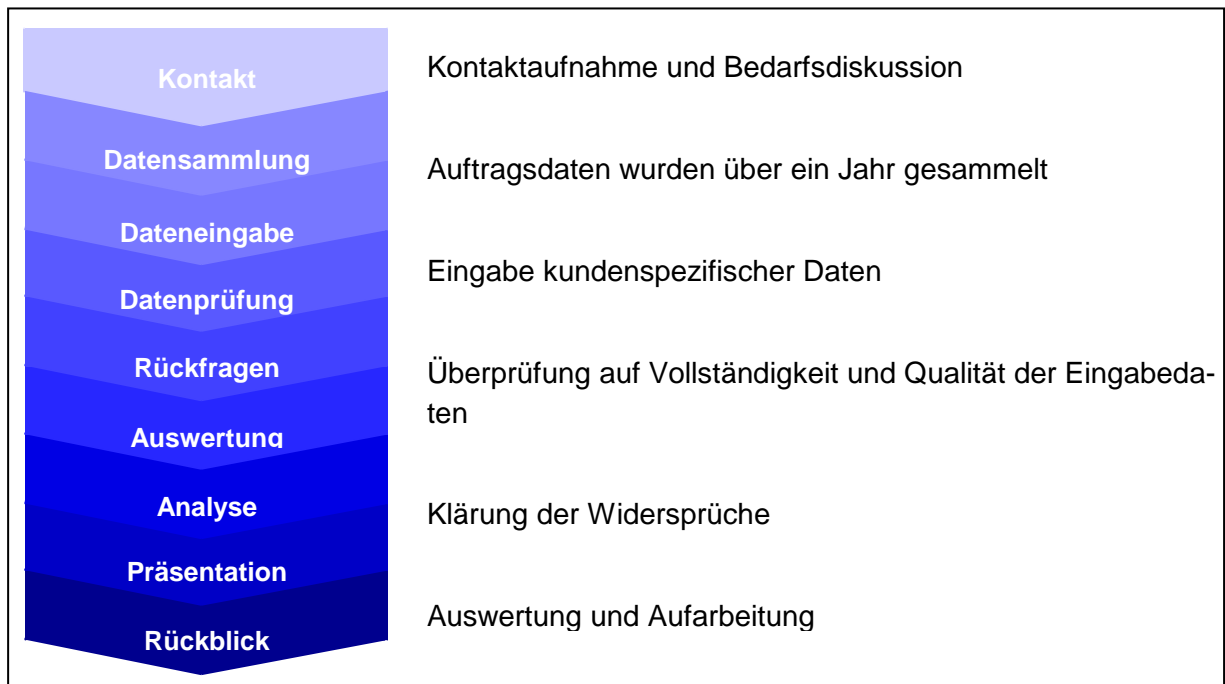 Kontakt
Kontaktaufnahme und Bedarfsdiskussion
Datensammlung
Auftragsdaten wurden über ein Jahr gesammelt
Dateneingabe
Eingabe kundenspezifischer Daten
Datenprüfung
Rückfragen
Überprüfung auf Vollständigkeit und Qualität der Eingabeda-
ten
Auswertung
Analyse
Klärung der Widersprüche
Präsentation
Auswertung und Aufarbeitung
Rückblick